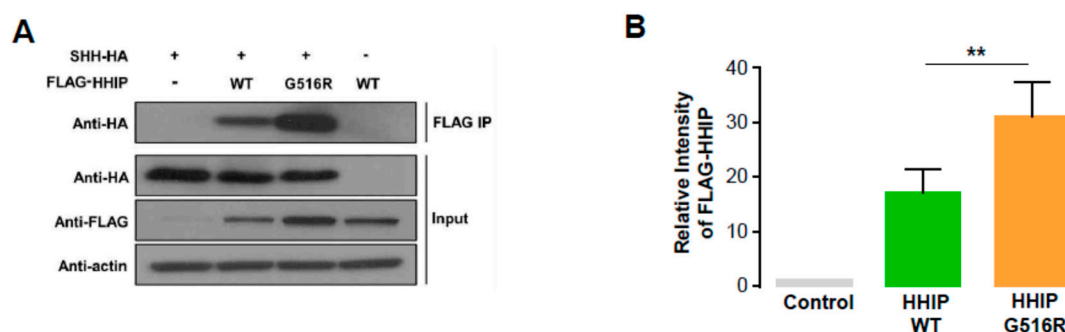 A
SHH-HA + + + -
FLAG-HHIP - WT G516R WT
Anti-HA FLAG IP
Anti-HA
Anti-FLAG Input
Anti-actin
B
**
Relative Intensity
of FLAG-HHIP
40
30
20
10
0
Control HHIP HHIP
WT G516R